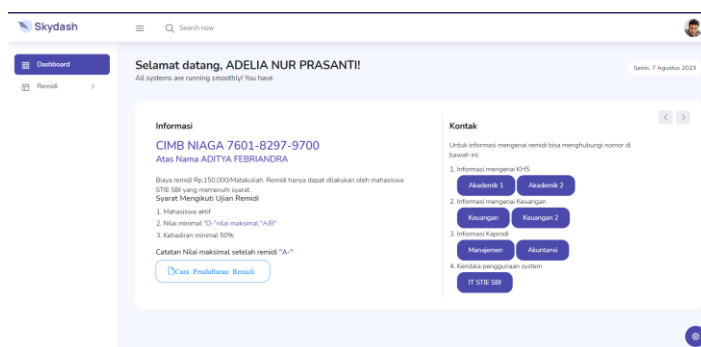 Skydash
Search now
Dashboard
Remidi
Selamat datang, ADELIA NUR PRASANTI!
All systems are running smoothly! You have
Senin, 7 Agustus 2023
Informasi
CIMB NIAGA 7601-8297-9700
Atas Nama ADITYA FEBRIANDRA
Biaya remidi Rp.150.000/Matakuliah. Remidi hanya dapat dilakukan oleh mahasiswa
STIE SBI yang memenuhi syarat.
Syarat Mengikuti Ujian Remidi
1. Mahasiswa aktif
2. Nilai minimal "D-"nilai maksimal "A/B"
3. Kehadiran minimal 50%
Catatan Nilai maksimal setelah remidi "A-"
Cara Pendaftaran Remidi
Kontak
Untuk informasi mengenai remidi bisa menghubungi nomor di
bawah ini:
1. Informasi mengenai KHS
Akademik 1 Akademik 2
2. Informasi mengenai Keuangan
Keuangan Keuangan 2
3. Informasi Kaprodi
Manajemen Akuntansi
4. Kendala penggunaan system
IT STIE SBI